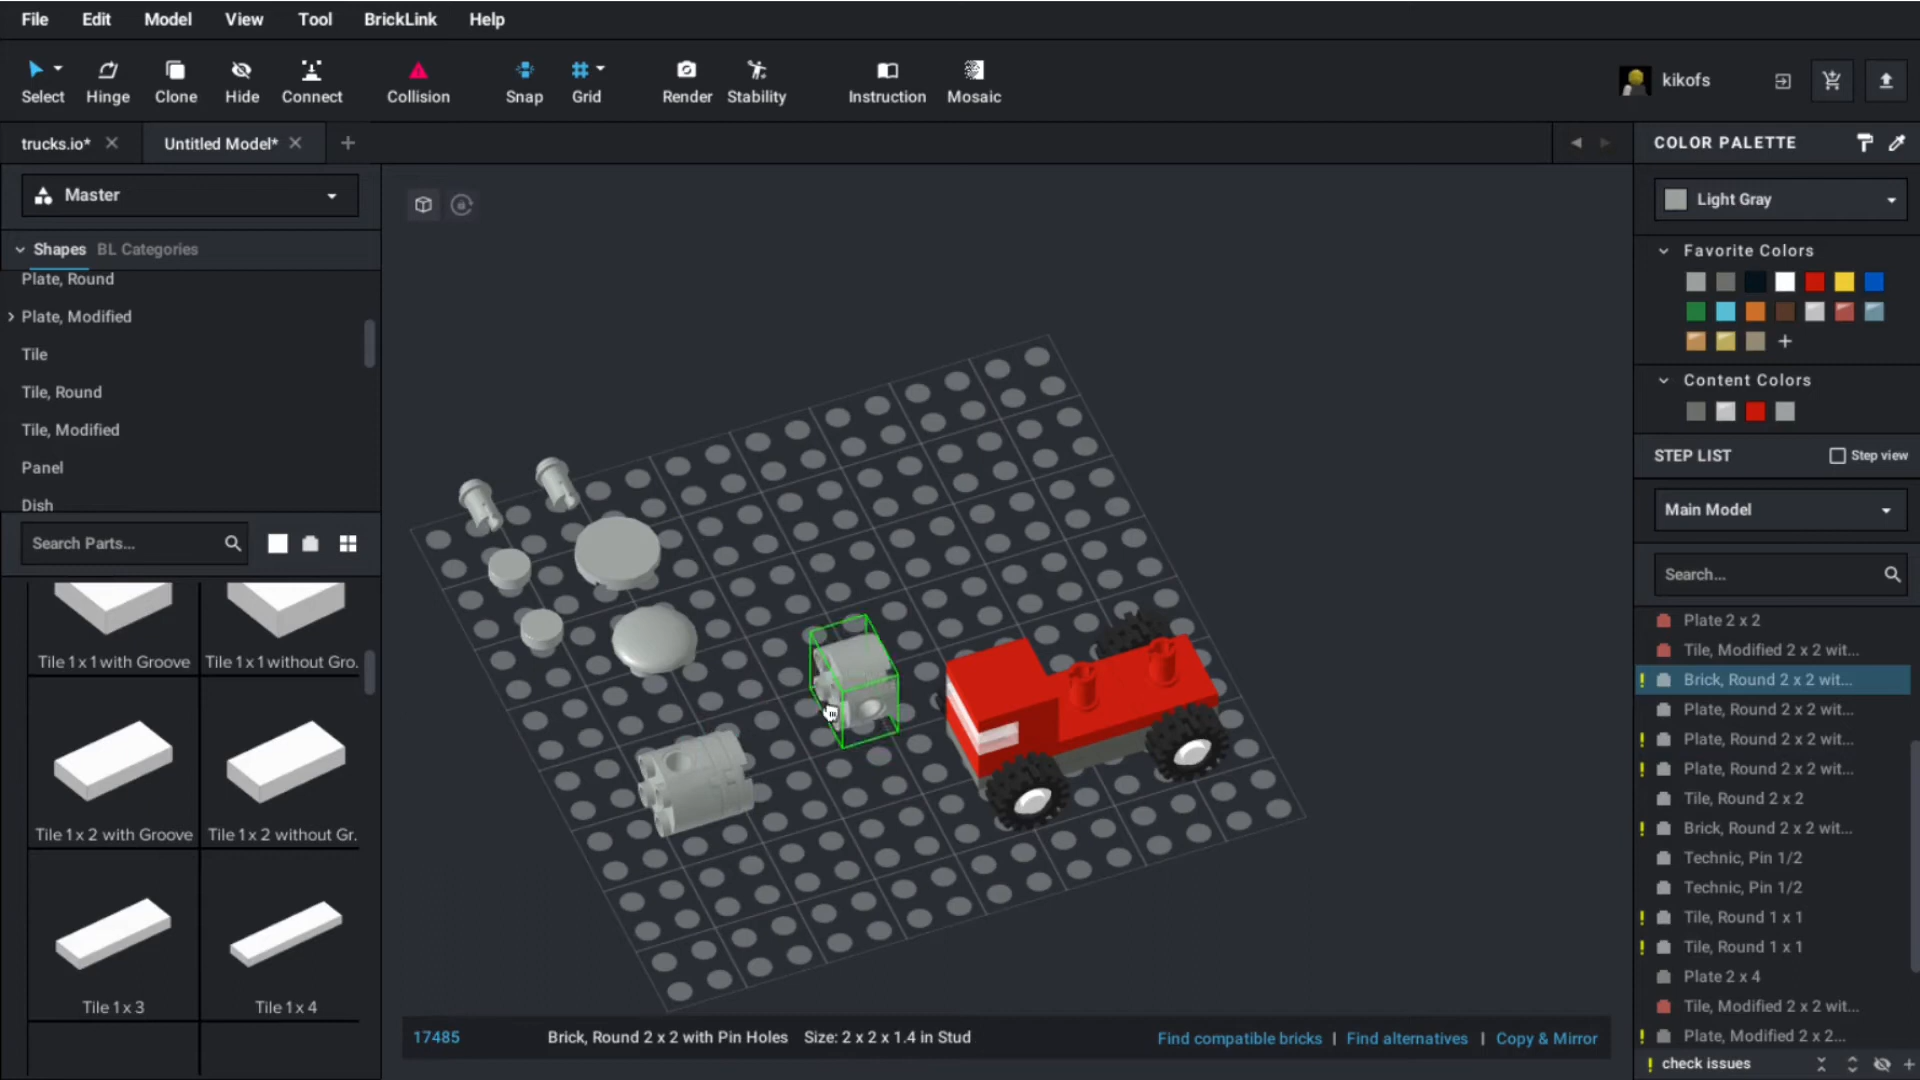 File Edit Model View Tool BrickLink Help
Select Hinge Clone Hide Connect Collision Snap Grid Render Stability Instruction Mosaic
kikofs
trucks.io* Untitled Model*
Master
Shapes BL Categories
Plate, Round
Plate, Modified
Tile
Tile, Round
Tile, Modified
Panel
Dish
Search Parts...
Tile 1 x 1 with Groove Tile 1 x 1 without Gro.
Tile 1 x 2 with Groove Tile 1 x 2 without Gr.
Tile 1 x 3 Tile 1 x 4
17485 Brick, Round 2 x 2 with Pin Holes Size: 2 x 2 x 1.4 in Stud Find compatible bricks | Find alternatives | Copy & Mirror
COLOR PALETTE
Light Gray
Favorite Colors
Content Colors
STEP LIST Step view
Main Model
Search...
Plate 2 x 2
Tile, Modified 2 x 2 wit...
! Brick, Round 2 x 2 wit...
Plate, Round 2 x 2 wit...
! Plate, Round 2 x 2 wit...
! Plate, Round 2 x 2 wit...
Tile, Round 2 x 2
! Brick, Round 2 x 2 wit...
Technic, Pin 1/2
Technic, Pin 1/2
! Tile, Round 1 x 1
! Tile, Round 1 x 1
Plate 2 x 4
Tile, Modified 2 x 2 wit...
! Plate, Modified 2 x 2...
! check issues